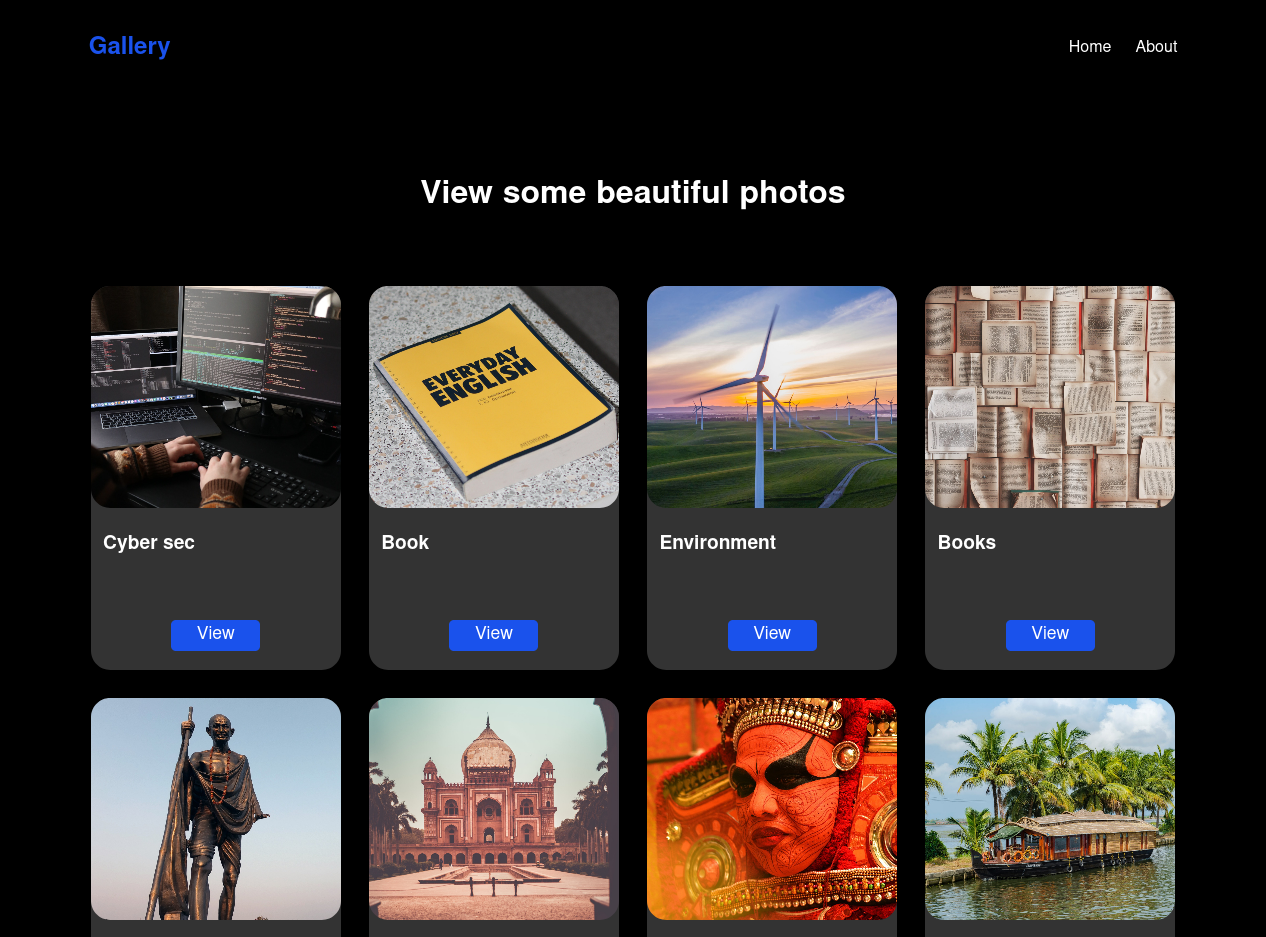 Gallery
Home
About
View some beautiful photos
EVERYDAY
ENGLISH
Cyber sec
Book
Environment
Books
View
View
View
View